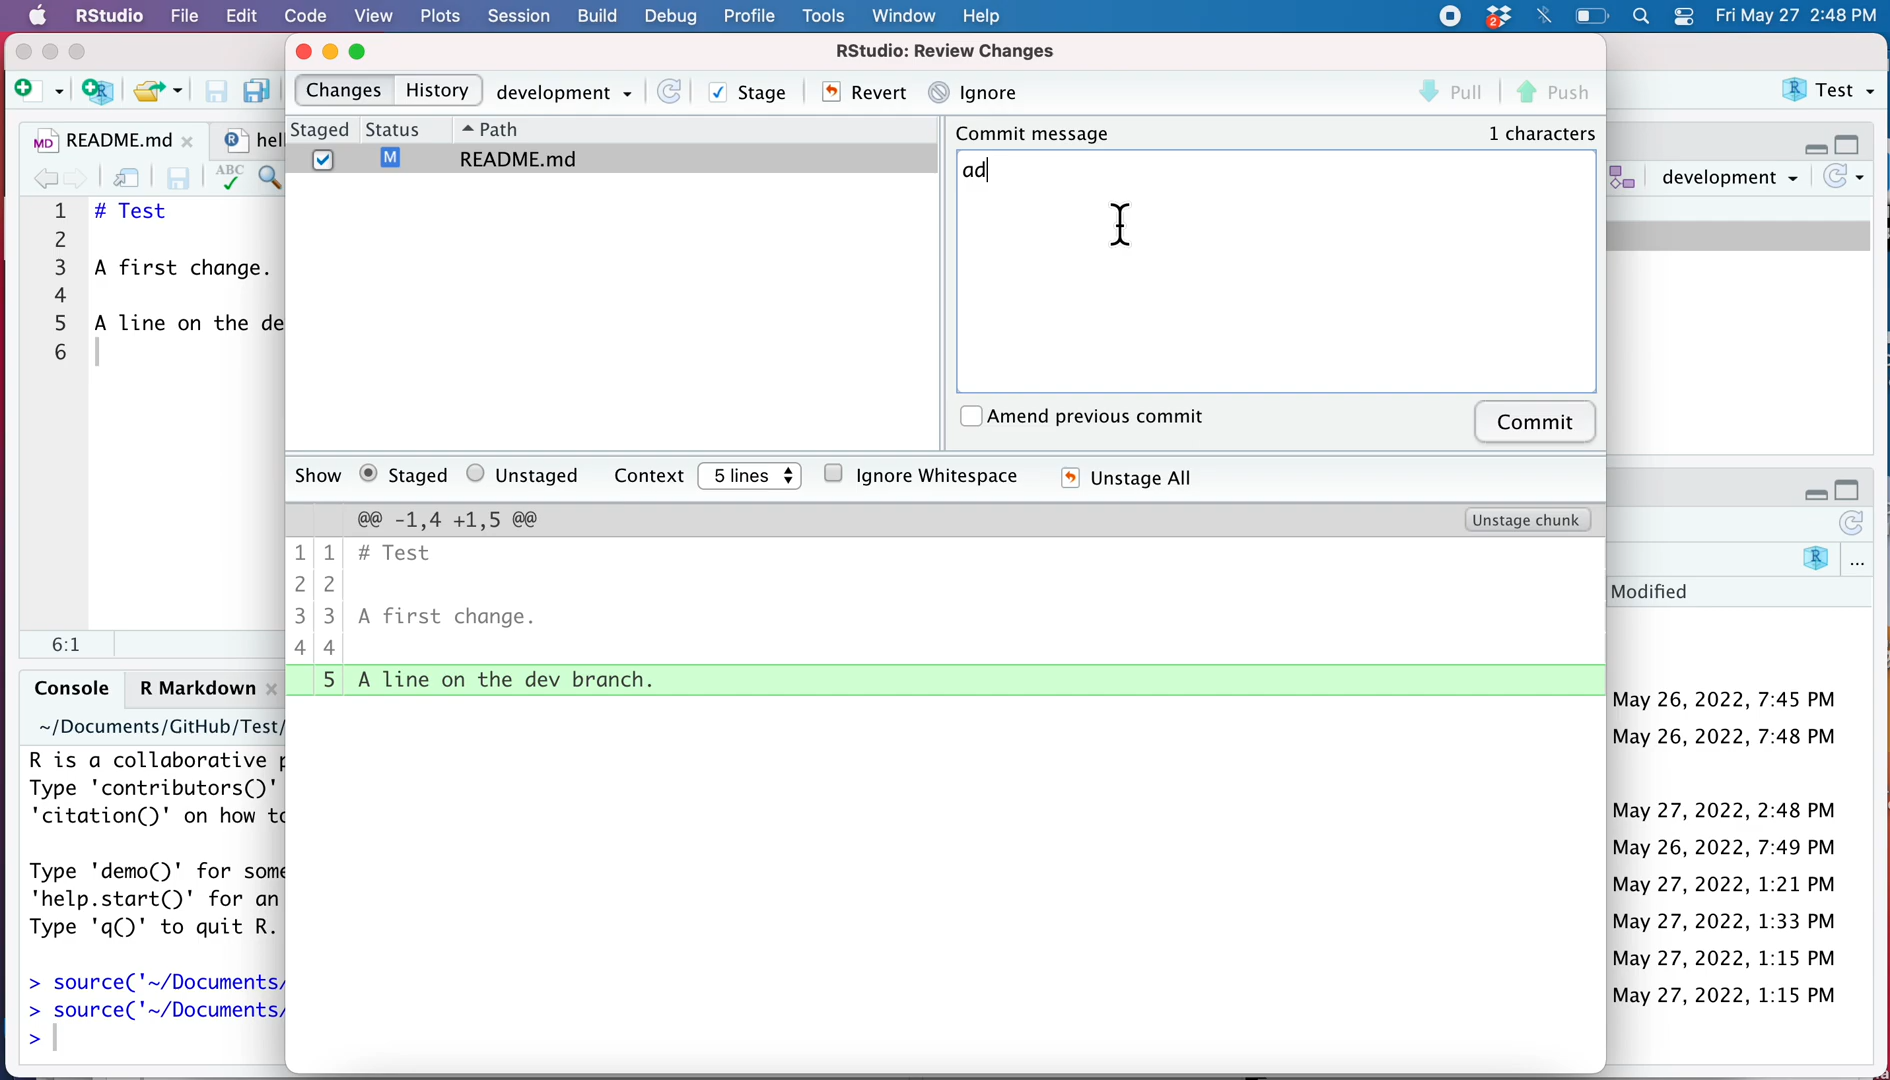 RStudio File Edit Code View Plots Session Build Debug Profile Tools Window Help 2 Fri May 27 2:48 PM
RStudio: Review Changes
Changes History development Stage Revert Ignore Pull Push
R Test
Staged Status Path
M README.md
Commit message 1 characters
ad
Amend previous commit
Commit
MD README.md R hel
ABC
1 # Test
2
3 A first change.
4
5 A line on the de
6
6:1
development
Show Staged Unstaged Context 5 lines Ignore Whitespace Unstage All
@@ -1,4 +1,5 @@ Unstage chunk
1 1 # Test
2 2
3 3 A first change.
4 4
5 A line on the dev branch.
Console R Markdown
~/Documents/GitHub/Test/
R is a collaborative p
Type 'contributors()'
'citation()' on how to
Type 'demo()' for some
'help.start()' for an
Type 'q()' to quit R.
> source('~/Documents/
> source('~/Documents/
>
R ...
Modified
May 26, 2022, 7:45 PM
May 26, 2022, 7:48 PM
May 27, 2022, 2:48 PM
May 26, 2022, 7:49 PM
May 27, 2022, 1:21 PM
May 27, 2022, 1:33 PM
May 27, 2022, 1:15 PM
May 27, 2022, 1:15 PM